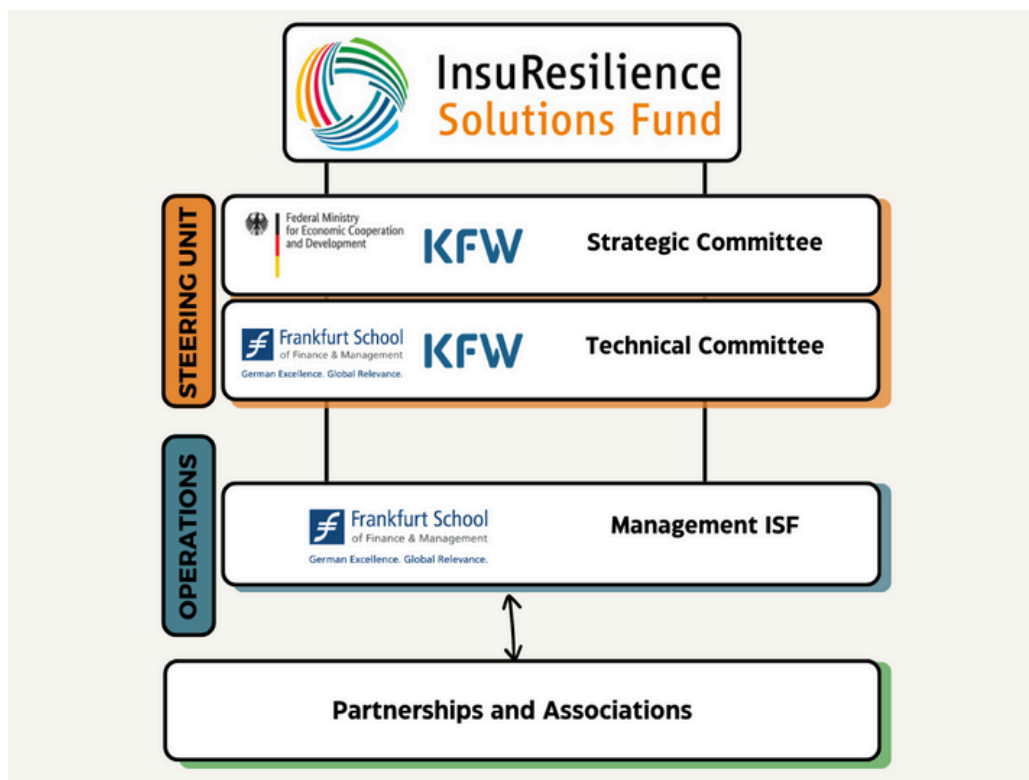 InsuResilience
Solutions Fund
STEERING UNIT
Federal Ministry
for Economic Cooperation
and Development
KFW
Strategic Committee
Frankfurt School
of Finance & Management
German Excellence. Global Relevance.
KFW
Technical Committee
OPERATIONS
Frankfurt School
of Finance & Management
German Excellence. Global Relevance.
Management ISF
Partnerships and Associations